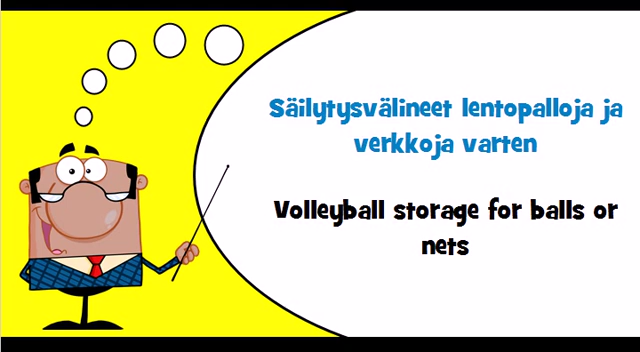 Säilytysvälineet lentopalloja ja
verkkoja varten
Volleyball storage for balls or
nets